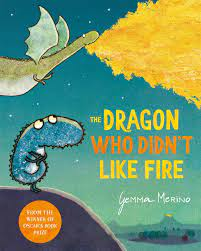 THE
DRAGON
WHO DIDN'T
LIKE FIRE
Gemma Merino
FROM THE
WINNER OF
OSCAR'S BOOK
PRIZE